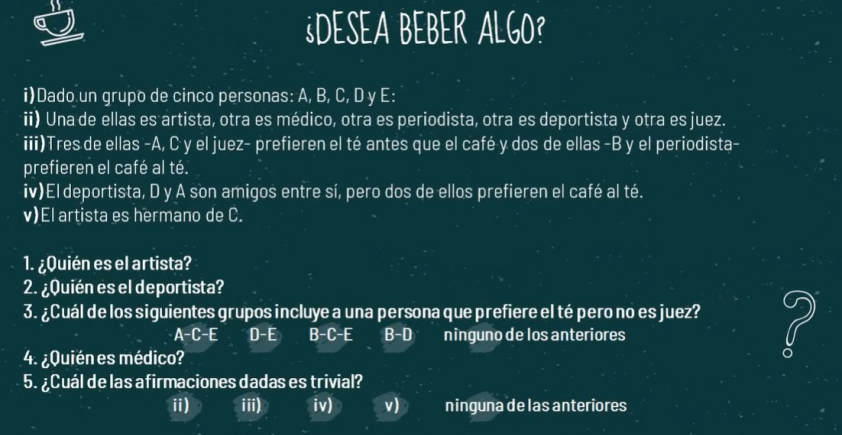 ¿DESEA BEBER ALGO?
i)Dado un grupo de cinco personas: A, B, C, D y E:
ii) Una de ellas es artista, otra es médico, otra es periodista, otra es deportista y otra es juez.
iii)Tres de ellas -A, C y el juez- prefieren el té antes que el café y dos de ellas -B y el periodista-
prefieren el café al té.
iv)El deportista, D y A son amigos entre sí, pero dos de ellos prefieren el café al té.
v)El artista es hermano de C.
1. ¿Quién es el artista?
2. ¿Quién es el deportista?
3. ¿Cuál de los siguientes grupos incluye a una persona que prefiere el té pero no es juez?
A-C-E D-E B-C-E B-D ninguno de los anteriores
4. ¿Quién es médico?
5. ¿Cuál de las afirmaciones dadas es trivial?
ii) iii) iv) v) ninguna de las anteriores
?